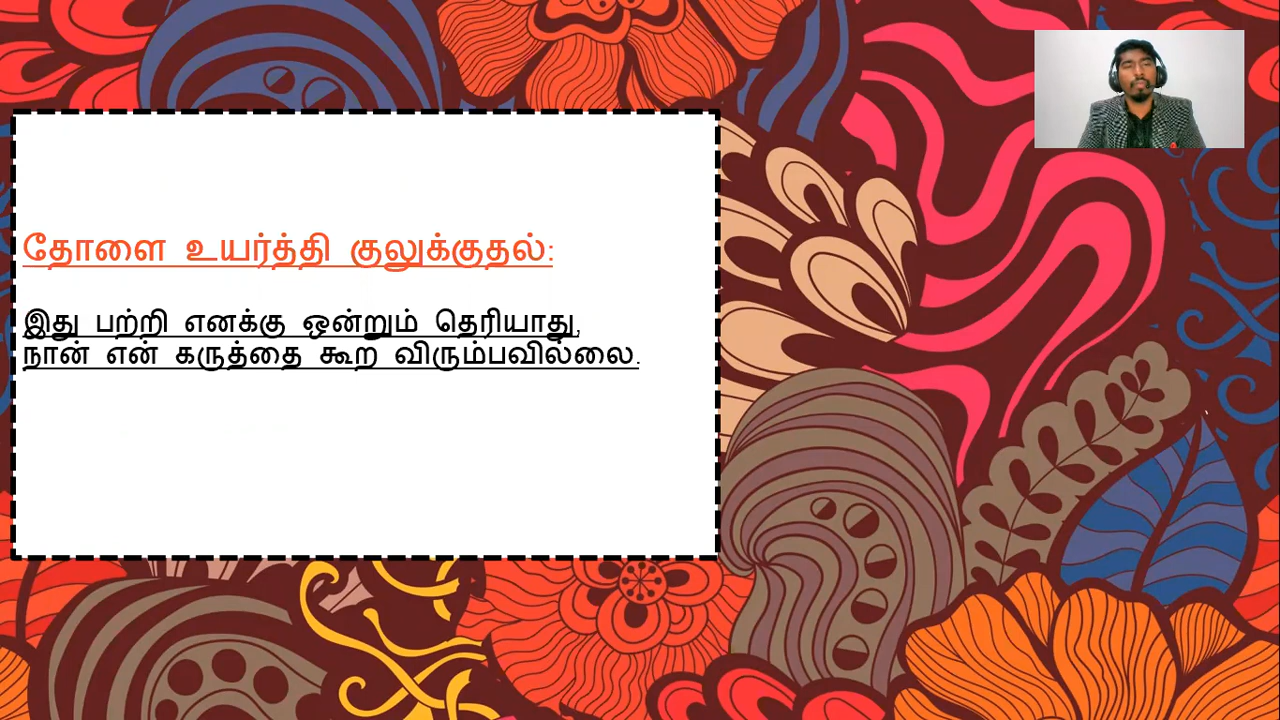 தோளை உயர்த்தி குலுக்குதல்:
இது பற்றி எனக்கு ஒன்றும் தெரியாது,
நான் என் கருத்தை கூற விரும்பவில்லை.